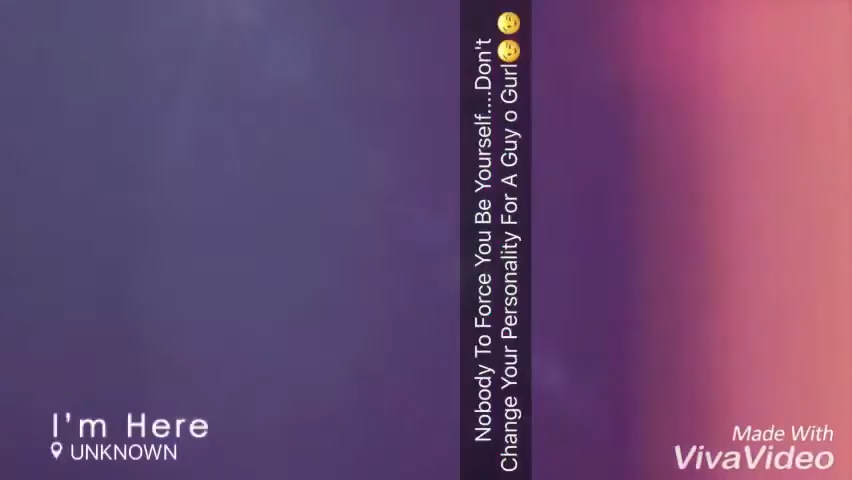 Nobody To Force You Be Yourself....Don't
Change Your Personality For A Guy o Gurl😏😏
I'm Here
UNKNOWN
Made With
VivaVideo